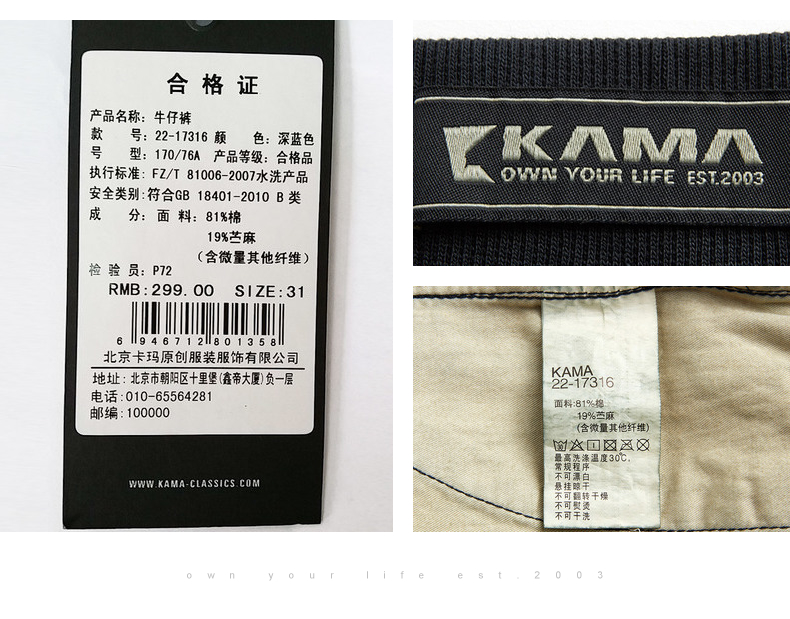 合格证
产品名称: 牛仔裤
款 号: 22-17316 颜 色: 深蓝色
号 型: 170/76A 产品等级: 合格品
执行标准: FZ/T 81006-2007水洗产品
安全类别:符合GB 18401-2010 B 类
成 分: 面 料: 81%棉
19%苎麻
(含微量其他纤维)
检 验 员: P72
RMB:299.00 SIZE:31
6 946712 801358
北京卡玛原创服装服饰有限公司
地址: 北京市朝阳区十里堡(鑫帝大厦)负一层
电话:010-65564281
邮编:100000
WWW.KAMA-CLASSICS.COM
KAMA
OWN YOUR LIFE EST.2003
KAMA
22-17316
面料:81%棉
19%苎麻
(含微量其他纤维)
最高洗涤温度30℃.
常规程序
不可漂白
悬挂晾干
不可翻转干燥
不可熨烫
不可干洗
own your life est.2003